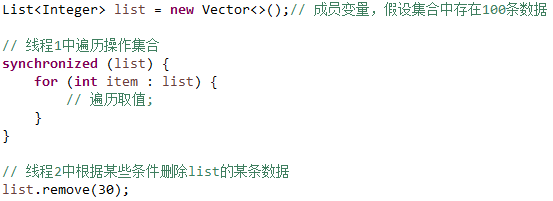 List<Integer> list = new Vector<>();// 成员变量，假设集合中存在100条数据
// 线程1中遍历操作集合
synchronized (list) {
for (int item : list) {
// 遍历取值;
}
}
// 线程2中根据某些条件删除list的某条数据
list.remove(30);